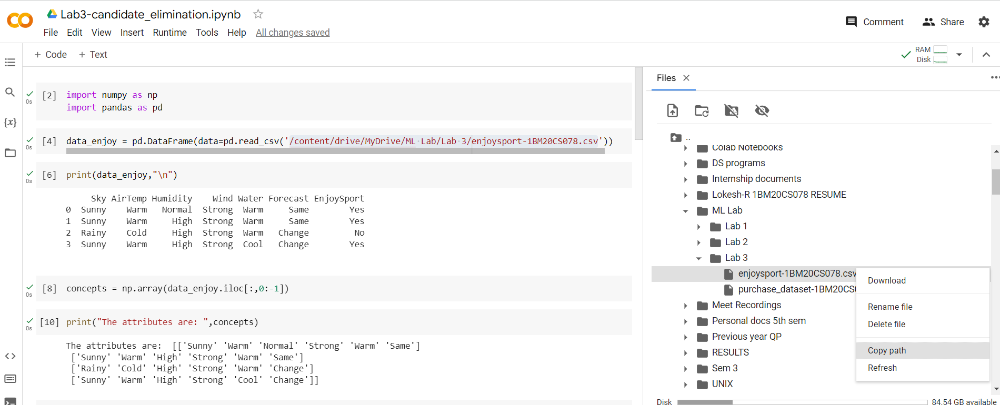 Lab3-candidate_elimination.ipynb
File Edit View Insert Runtime Tools Help All changes saved
Comment Share
+ Code + Text
RAM
Disk
[2] import numpy as np
import pandas as pd
0s
[4] data_enjoy = pd.DataFrame(data=pd.read_csv('/content/drive/MyDrive/ML Lab/Lab 3/enjoysport-1BM20CS078.csv'))
0s
[6] print(data_enjoy,"\n")
0s
Sky AirTemp Humidity Wind Water Forecast EnjoySport
0 Sunny Warm Normal Strong Warm Same Yes
1 Sunny Warm High Strong Warm Same Yes
2 Rainy Cold High Strong Warm Change No
3 Sunny Warm High Strong Cool Change Yes
[8] concepts = np.array(data_enjoy.iloc[:,0:-1])
0s
[10] print("The attributes are: ",concepts)
0s
The attributes are:  [['Sunny' 'Warm' 'Normal' 'Strong' 'Warm' 'Same']
['Sunny' 'Warm' 'High' 'Strong' 'Warm' 'Same']
['Rainy' 'Cold' 'High' 'Strong' 'Warm' 'Change']
['Sunny' 'Warm' 'High' 'Strong' 'Cool' 'Change']]
{x}
Files
..
Colab Notebooks
DS programs
Internship documents
Lokesh-R 1BM20CS078 RESUME
ML Lab
Lab 1
Lab 2
Lab 3
enjoysport-1BM20CS078.csv
purchase_dataset-1BM20CS
Meet Recordings
Personal docs 5th sem
Previous year QP
RESULTS
Sem 3
UNIX
Download
Rename file
Delete file
Copy path
Refresh
Disk 84.54 GB available